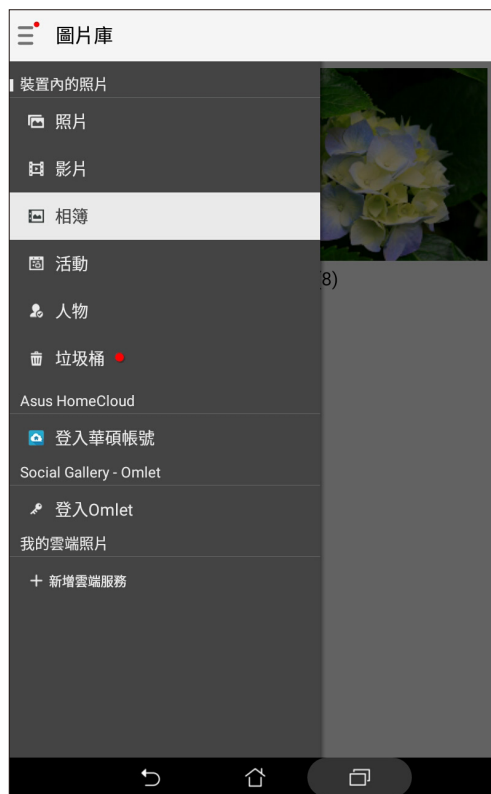 圖片庫
裝置內的照片
照片
影片
相簿
活動
(8)
人物
垃圾桶
Asus HomeCloud
登入華碩帳號
Social Gallery - Omlet
登入Omlet
我的雲端照片
新增雲端服務